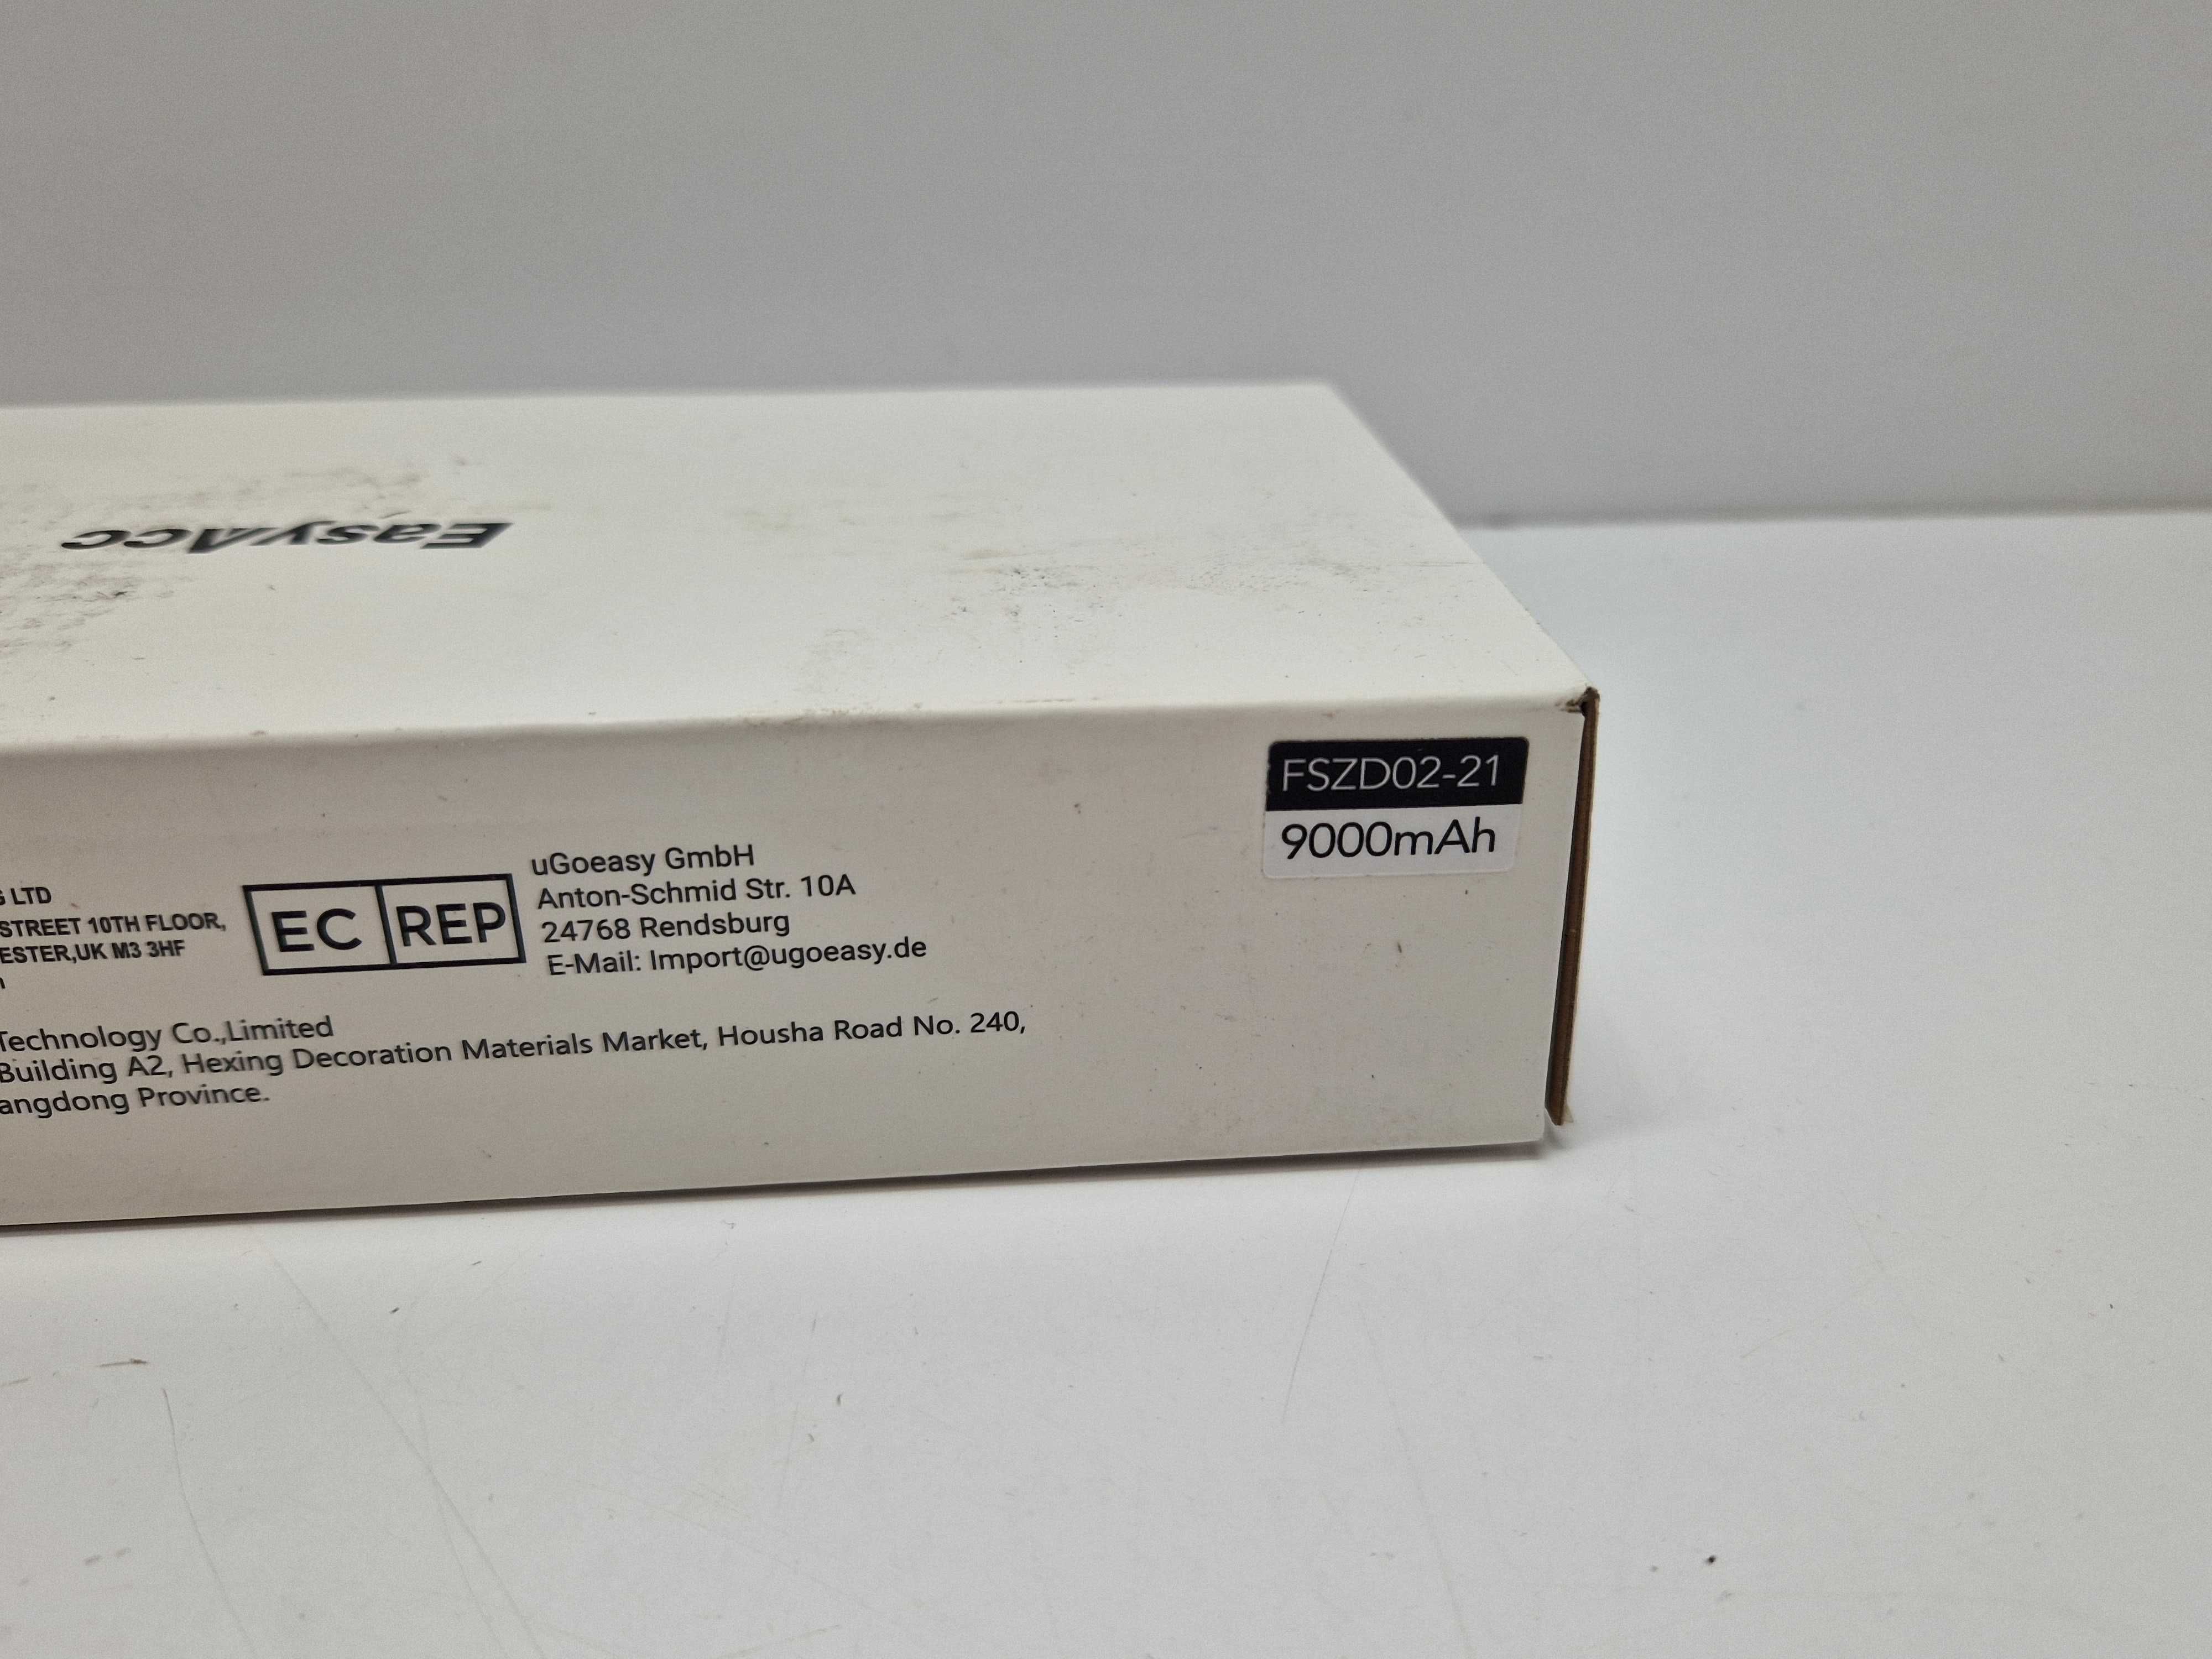 EasyAcc
FSZD02-21
9000mAh
LTD
STREET 10TH FLOOR,
UK M3 3HF
EC REP
uGoeasy GmbH
Anton-Schmid Str. 10A
24768 Rendsburg
E-Mail: Import@ugoeasy.de
Technology Co.,Limited
Building A2, Hexing Decoration Materials Market, Housha Road No. 240,
Province.